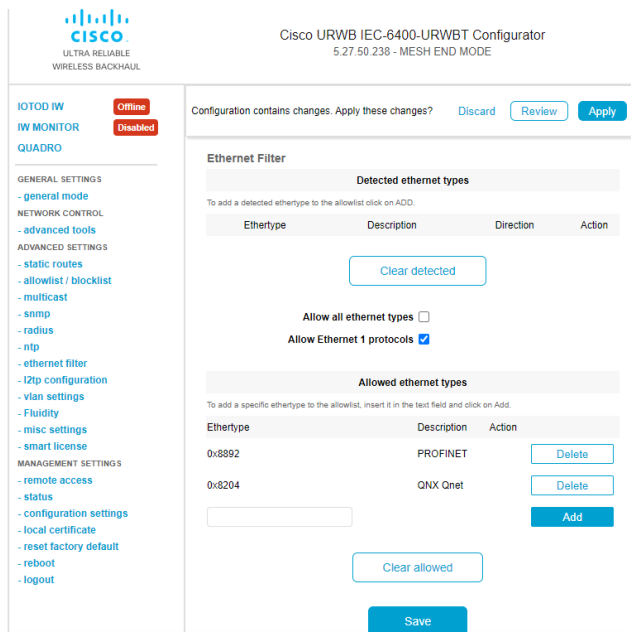 CISCO
ULTRA RELIABLE
WIRELESS BACKHAUL
Cisco URWB IEC-6400-URWBT Configurator
5.27.50.238 - MESH END MODE
IOTOD IW Offline
IW MONITOR Disabled
QUADRO
GENERAL SETTINGS
- general mode
NETWORK CONTROL
- advanced tools
ADVANCED SETTINGS
- static routes
- allowlist / blocklist
- multicast
- snmp
- radius
- ntp
- ethernet filter
- l2tp configuration
- vlan settings
- Fluidity
- misc settings
- smart license
MANAGEMENT SETTINGS
- remote access
- status
- configuration settings
- local certificate
- reset factory default
- reboot
- logout
Configuration contains changes. Apply these changes? Discard Review Apply
Ethernet Filter
Detected ethernet types
To add a detected ethertype to the allowlist click on ADD.
Ethertype Description Direction Action
Clear detected
Allow all ethernet types
Allow Ethernet 1 protocols
Allowed ethernet types
To add a specific ethertype to the allowlist, insert it in the text field and click on Add.
Ethertype Description Action
0x8892 PROFINET Delete
0x8204 QNX Qnet Delete
Add
Clear allowed
Save